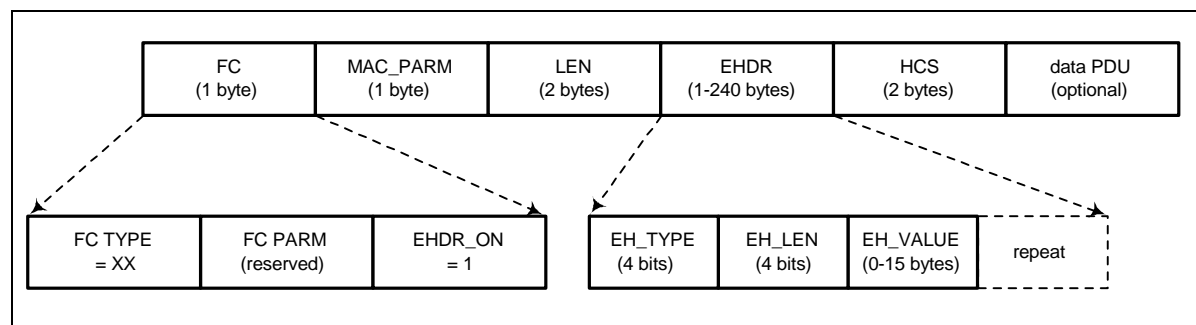 FC
(1 byte)
MAC_PARM
(1 byte)
LEN
(2 bytes)
EHDR
(1-240 bytes)
HCS
(2 bytes)
data PDU
(optional)
FC TYPE
= XX
FC PARM
(reserved)
EHDR_ON
= 1
EH_TYPE
(4 bits)
EH_LEN
(4 bits)
EH_VALUE
(0-15 bytes)
repeat